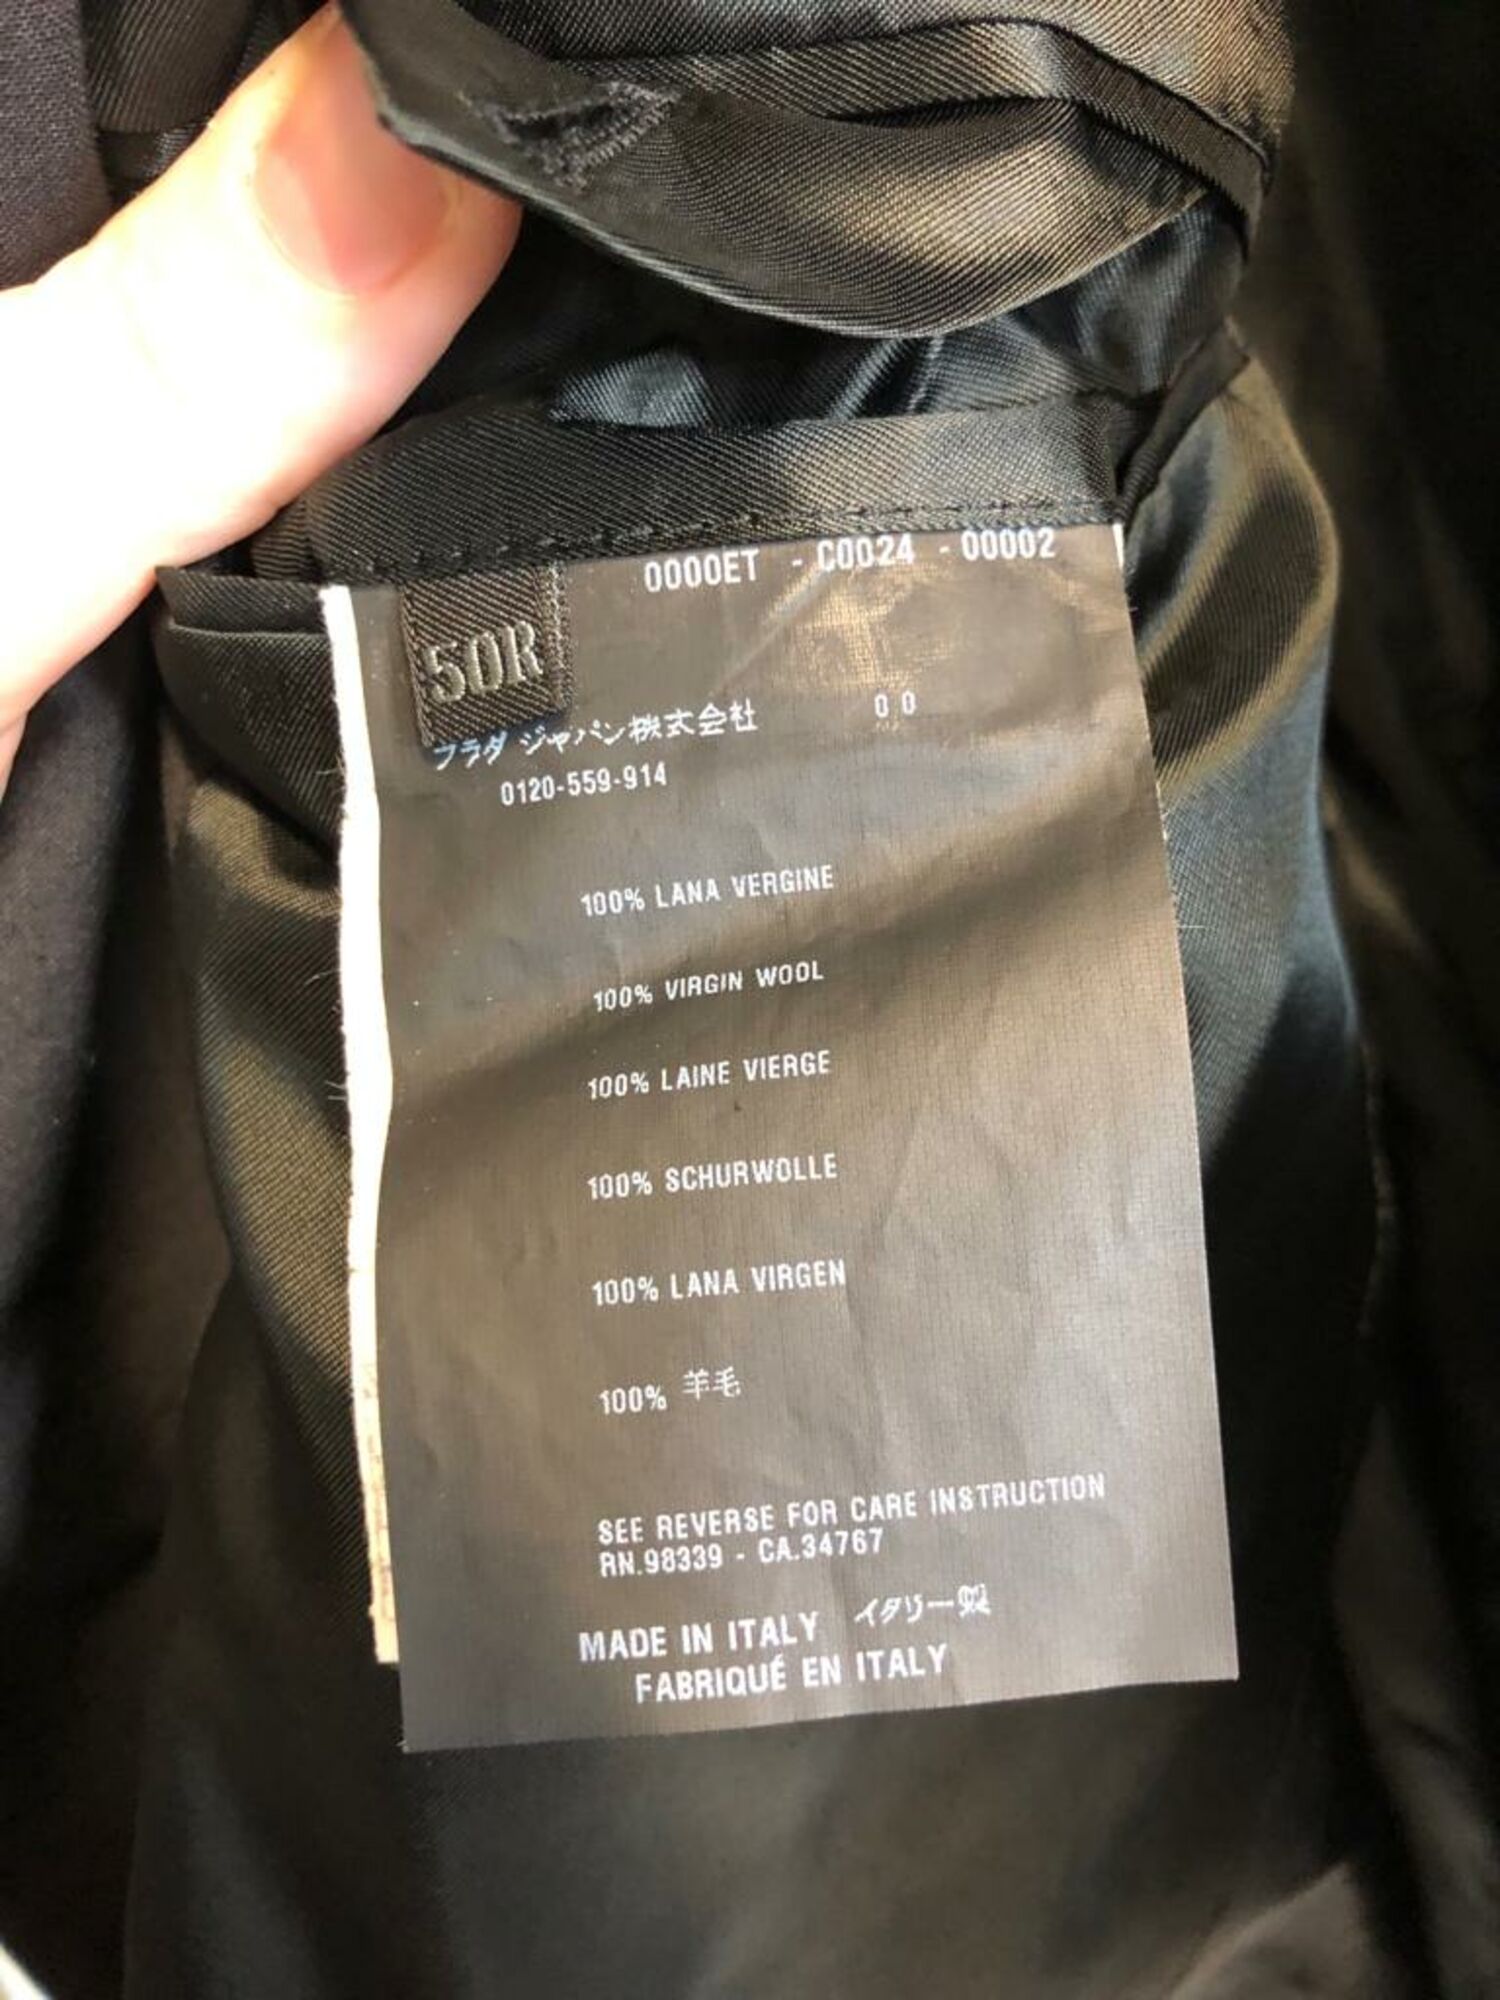 0000ET - C0024 - 00002
50R
プラダ ジャパン株式会社 00
0120-559-914
100% LANA VERGINE
100% VIRGIN WOOL
100% LAINE VIERGE
100% SCHURWOLLE
100% LANA VIRGEN
100% 羊毛
SEE REVERSE FOR CARE INSTRUCTION
RN.98339 - CA.34767
MADE IN ITALY イタリー製
FABRIQUÉ EN ITALY